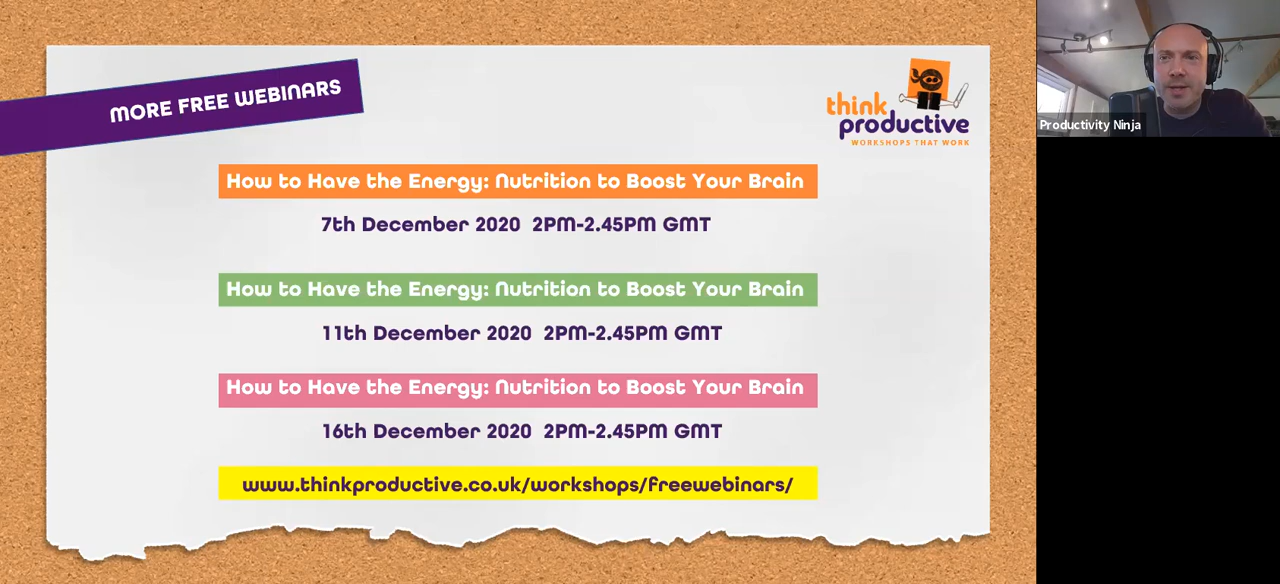 MORE FREE WEBINARS
think
productive
WORKSHOPS THAT WORK
How to Have the Energy: Nutrition to Boost Your Brain
7th December 2020 2PM-2.45PM GMT
How to Have the Energy: Nutrition to Boost Your Brain
11th December 2020 2PM-2.45PM GMT
How to Have the Energy: Nutrition to Boost Your Brain
16th December 2020 2PM-2.45PM GMT
www.thinkproductive.co.uk/workshops/freewebinars/
Productivity Ninja